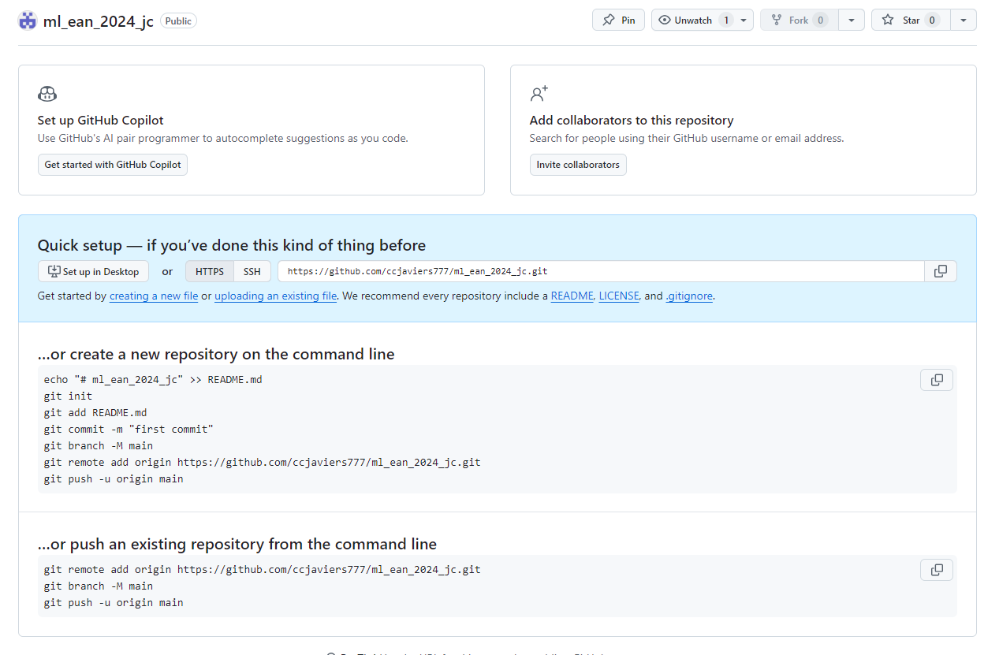 ml_ean_2024_jc Public Pin Unwatch 1 Fork 0 Star 0
Set up GitHub Copilot
Use GitHub's AI pair programmer to autocomplete suggestions as you code.
Get started with GitHub Copilot
Add collaborators to this repository
Search for people using their GitHub username or email address.
Invite collaborators
Quick setup — if you’ve done this kind of thing before
Set up in Desktop or HTTPS SSH https://github.com/ccjaviers777/ml_ean_2024_jc.git
Get started by creating a new file or uploading an existing file. We recommend every repository include a README, LICENSE, and .gitignore.
…or create a new repository on the command line
echo "# ml_ean_2024_jc" >> README.md
git init
git add README.md
git commit -m "first commit"
git branch -M main
git remote add origin https://github.com/ccjaviers777/ml_ean_2024_jc.git
git push -u origin main
…or push an existing repository from the command line
git remote add origin https://github.com/ccjaviers777/ml_ean_2024_jc.git
git branch -M main
git push -u origin main